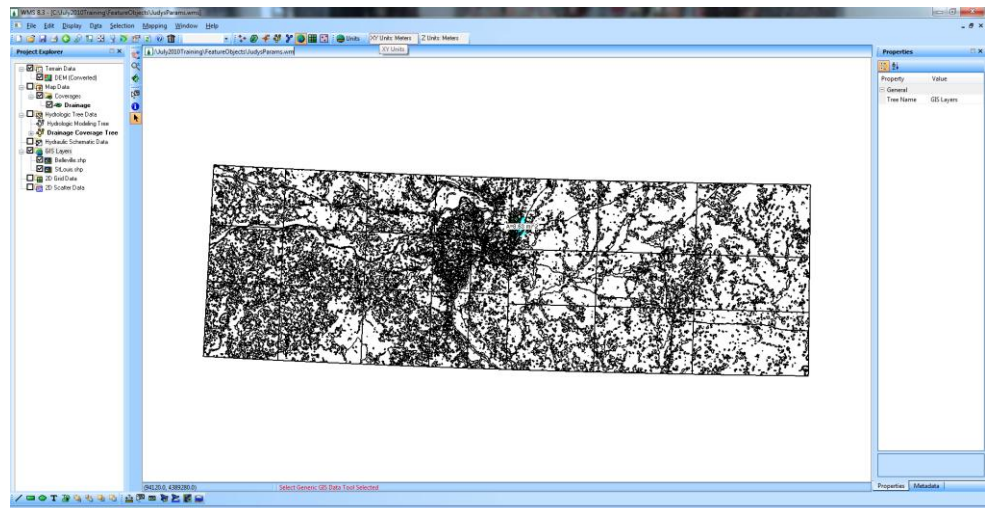 WMS 8.3 - [C:\July2010Training\FeatureObjects\JudysParams.wms]
File Edit Display Data Selection Mapping Window Help
Units XY Units: Meters Z Units: Meters
XY Units
Project Explorer
Terrain Data
DEM (Converted)
Map Data
Coverages
Drainage
Hydrologic Tree Data
Hydrologic Modeling Tree
Drainage Coverage Tree
Hydraulic Schematic Data
GIS Layers
Belleville.shp
StLouis.shp
2D Grid Data
2D Scatter Data
C:\July2010Training\FeatureObjects\JudysParams.wms
Properties
Property Value
General
Tree Name GIS Layers
(94120.0, 4389280.0) Select Generic GIS Data Tool Selected
Properties Metadata